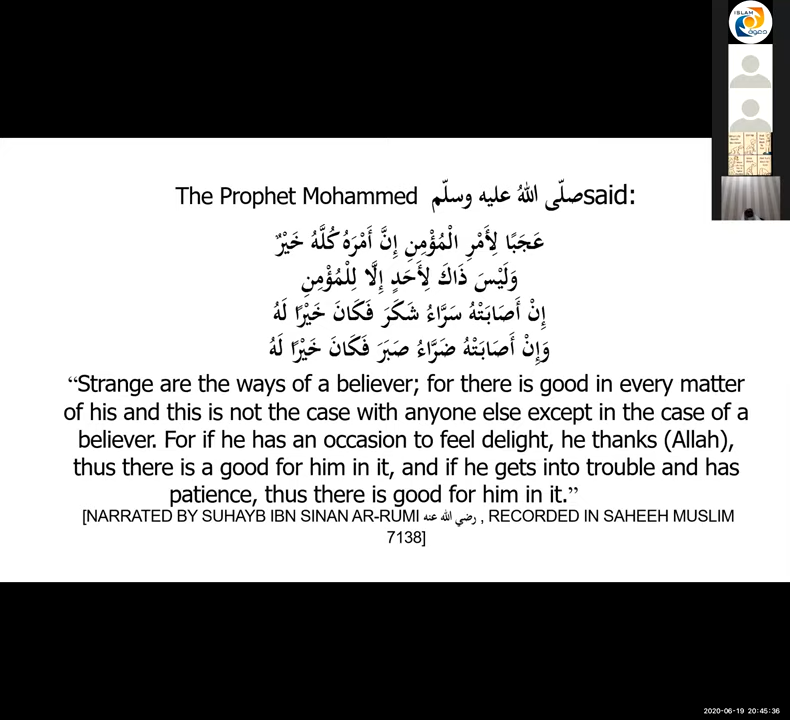 The Prophet Mohammed صلّى اللهُ عليه وسلّم said:
عَجَبًا لِأَمْرِ الْمُؤْمِنِ إِنَّ أَمْرَهُ كُلَّهُ خَيْرٌ
وَلَيْسَ ذَاكَ لِأَحَدٍ إِلَّا لِلْمُؤْمِنِ
إِنْ أَصَابَتْهُ سَرَّاءُ شَكَرَ فَكَانَ خَيْرًا لَهُ
وَإِنْ أَصَابَتْهُ ضَرَّاءُ صَبَرَ فَكَانَ خَيْرًا لَهُ
“Strange are the ways of a believer; for there is good in every matter
of his and this is not the case with anyone else except in the case of a
believer. For if he has an occasion to feel delight, he thanks (Allah),
thus there is a good for him in it, and if he gets into trouble and has
patience, thus there is good for him in it.”
[NARRATED BY SUHAYB IBN SINAN AR-RUMI رضي الله عنه , RECORDED IN SAHEEH MUSLIM
7138]
ISLAM
دعوة
2020-06-19 20:45:36